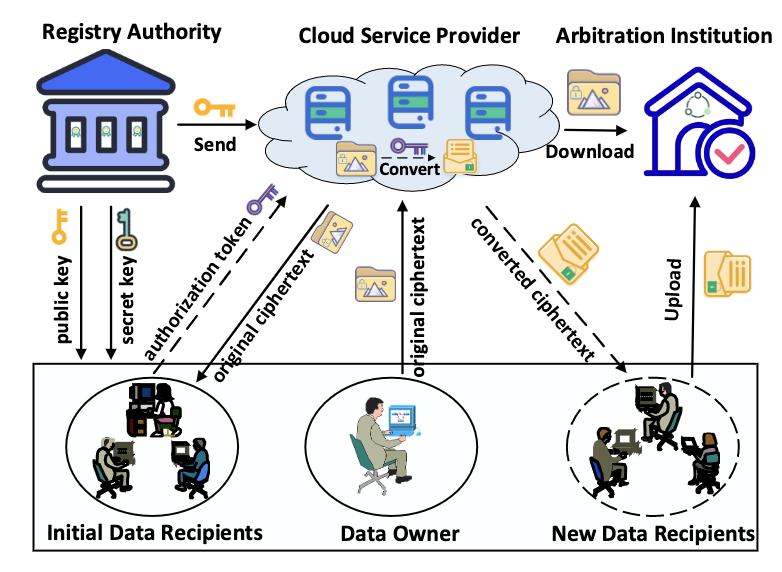 Registry Authority
Cloud Service Provider
Arbitration Institution
Send
Convert
Download
public key
secret key
authorization token
original ciphertext
original ciphertext
converted ciphertext
Upload
Initial Data Recipients
Data Owner
New Data Recipients